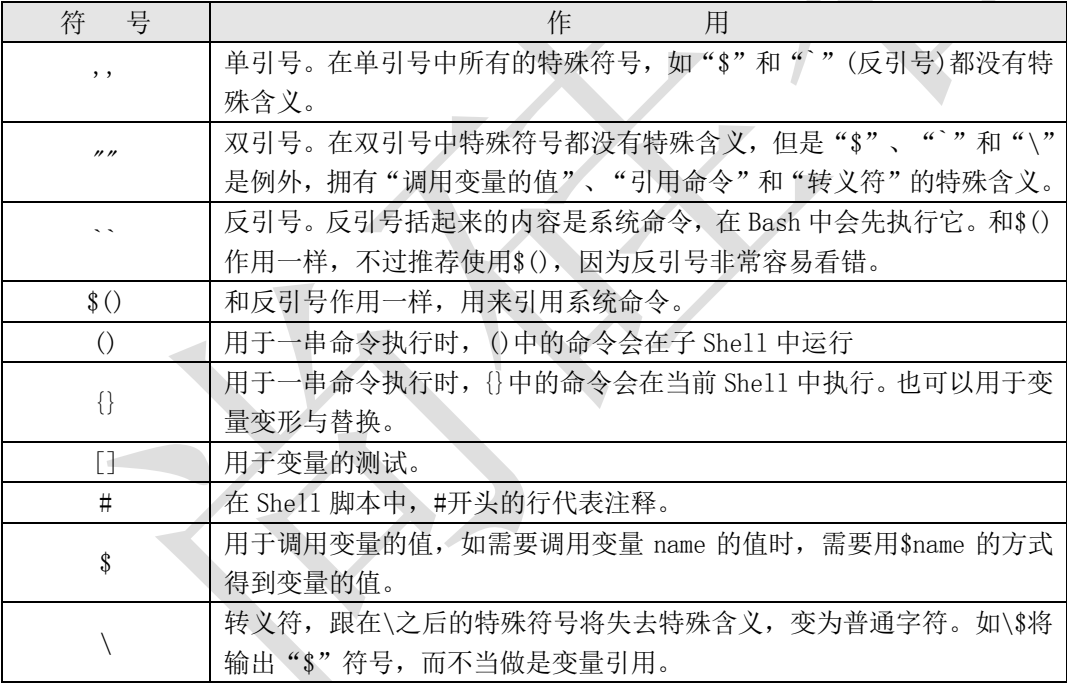 符 号 作 用
单引号。在单引号中所有的特殊符号,如“$”和“`”(反引号)都没有特
'' 
殊含义。
双引号。在双引号中特殊符号都没有特殊含义,但是“$”、“`”和“\”
""
是例外,拥有“调用变量的值”、“引用命令”和“转义符”的特殊含义。
反引号。反引号括起来的内容是系统命令,在 Bash 中会先执行它。和$()
``
作用一样,不过推荐使用$(),因为反引号非常容易看错。
$() 和反引号作用一样,用来引用系统命令。
() 用于一串命令执行时,()中的命令会在子 Shell 中运行
用于一串命令执行时,{}中的命令会在当前 Shell 中执行。也可以用于变
{}
量变形与替换。
[] 用于变量的测试。
# 在 Shell 脚本中,#开头的行代表注释。
用于调用变量的值,如需要调用变量 name 的值时,需要用$name 的方式
$
得到变量的值。
转义符,跟在\之后的特殊符号将失去特殊含义,变为普通字符。如\$将
\
输出“$”符号,而不当做是变量引用。